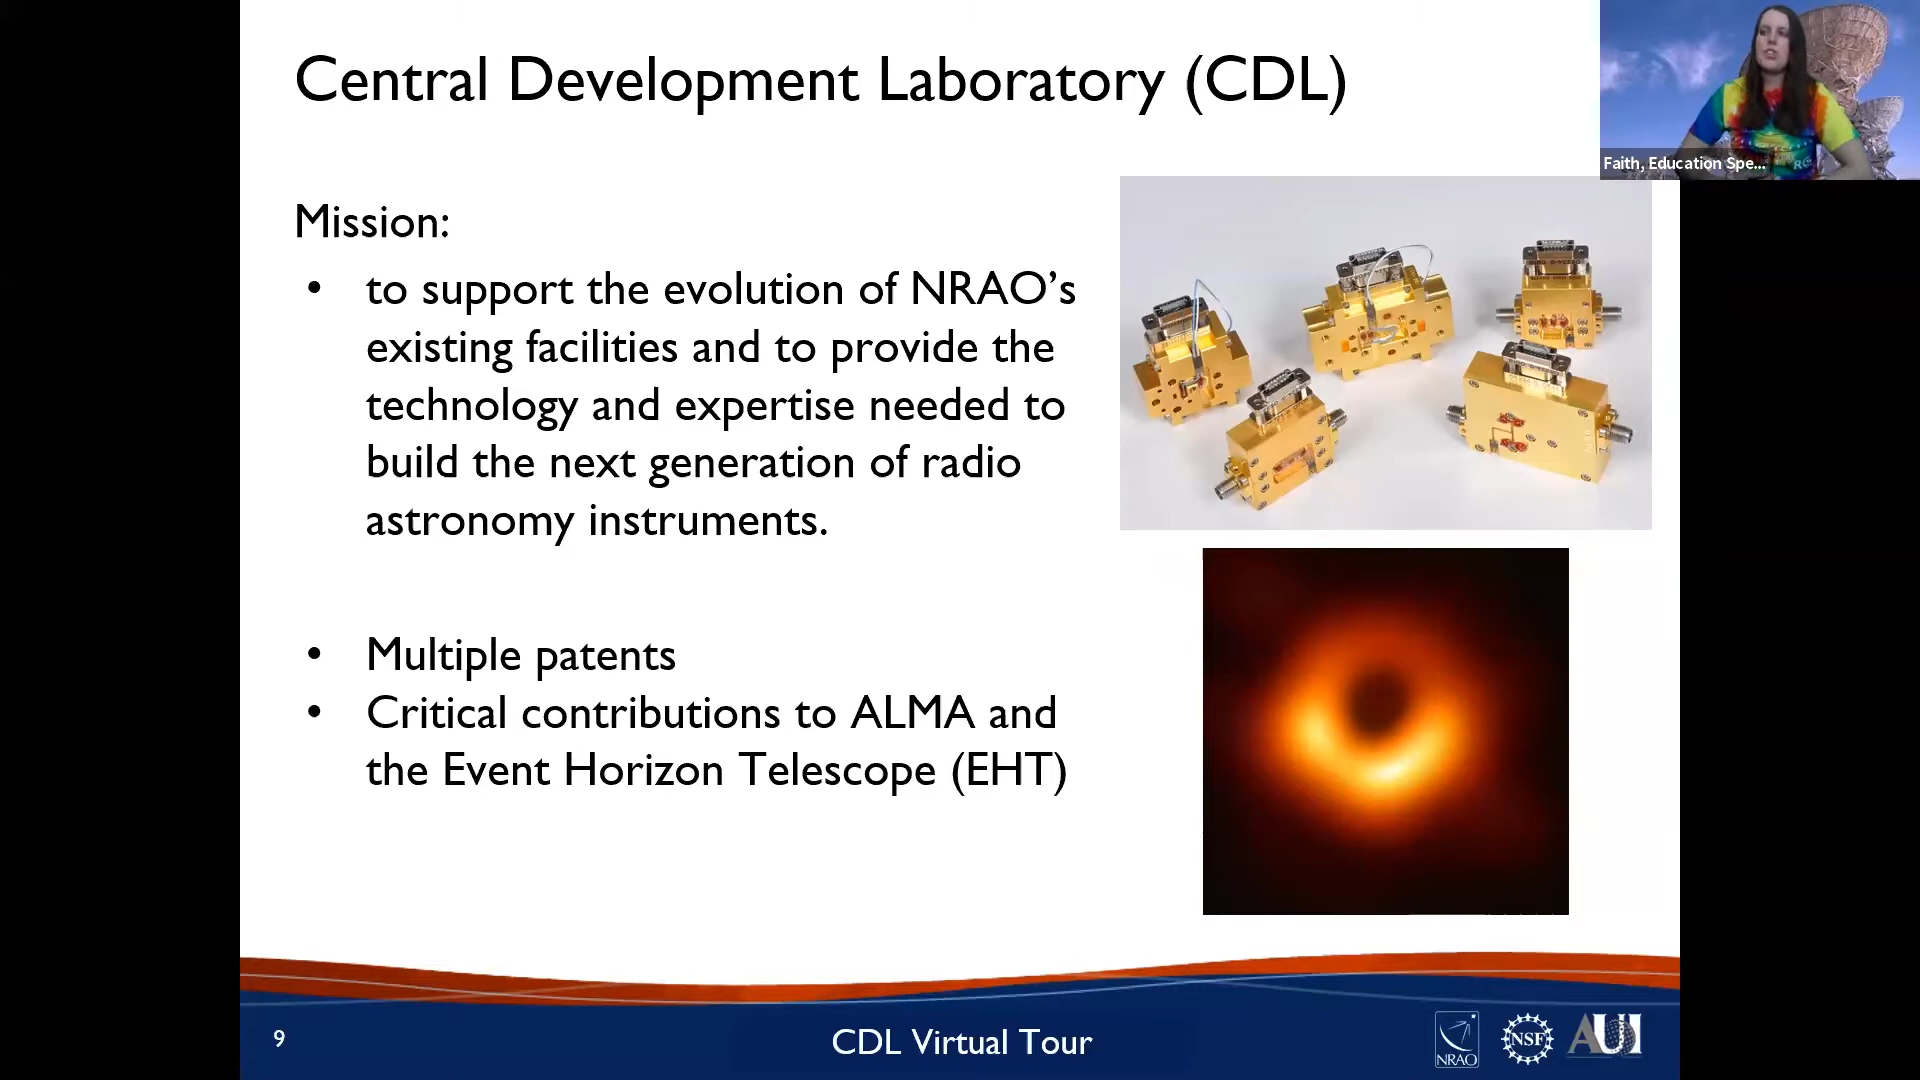 Central Development Laboratory (CDL)
Faith, Education Spe...
Mission:
• to support the evolution of NRAO’s
existing facilities and to provide the
technology and expertise needed to
build the next generation of radio
astronomy instruments.
• Multiple patents
• Critical contributions to ALMA and
the Event Horizon Telescope (EHT)
9
CDL Virtual Tour
NRAO
NSF
AUI